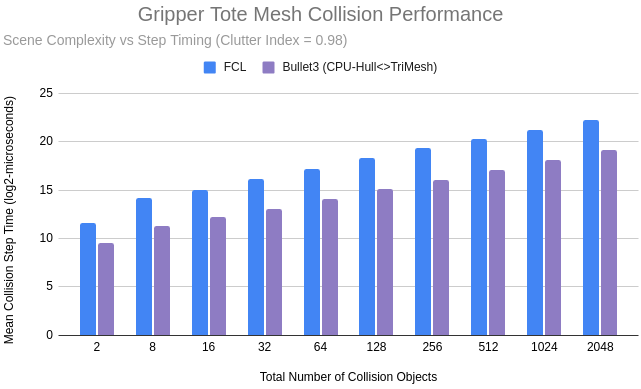 Gripper Tote Mesh Collision Performance
Scene Complexity vs Step Timing (Clutter Index = 0.98)
FCL
Bullet3 (CPU-Hull<>TriMesh)
Mean Collision Step Time (log2-microseconds)
25
20
15
10
5
0
2 8 16 32 64 128 256 512 1024 2048
Total Number of Collision Objects